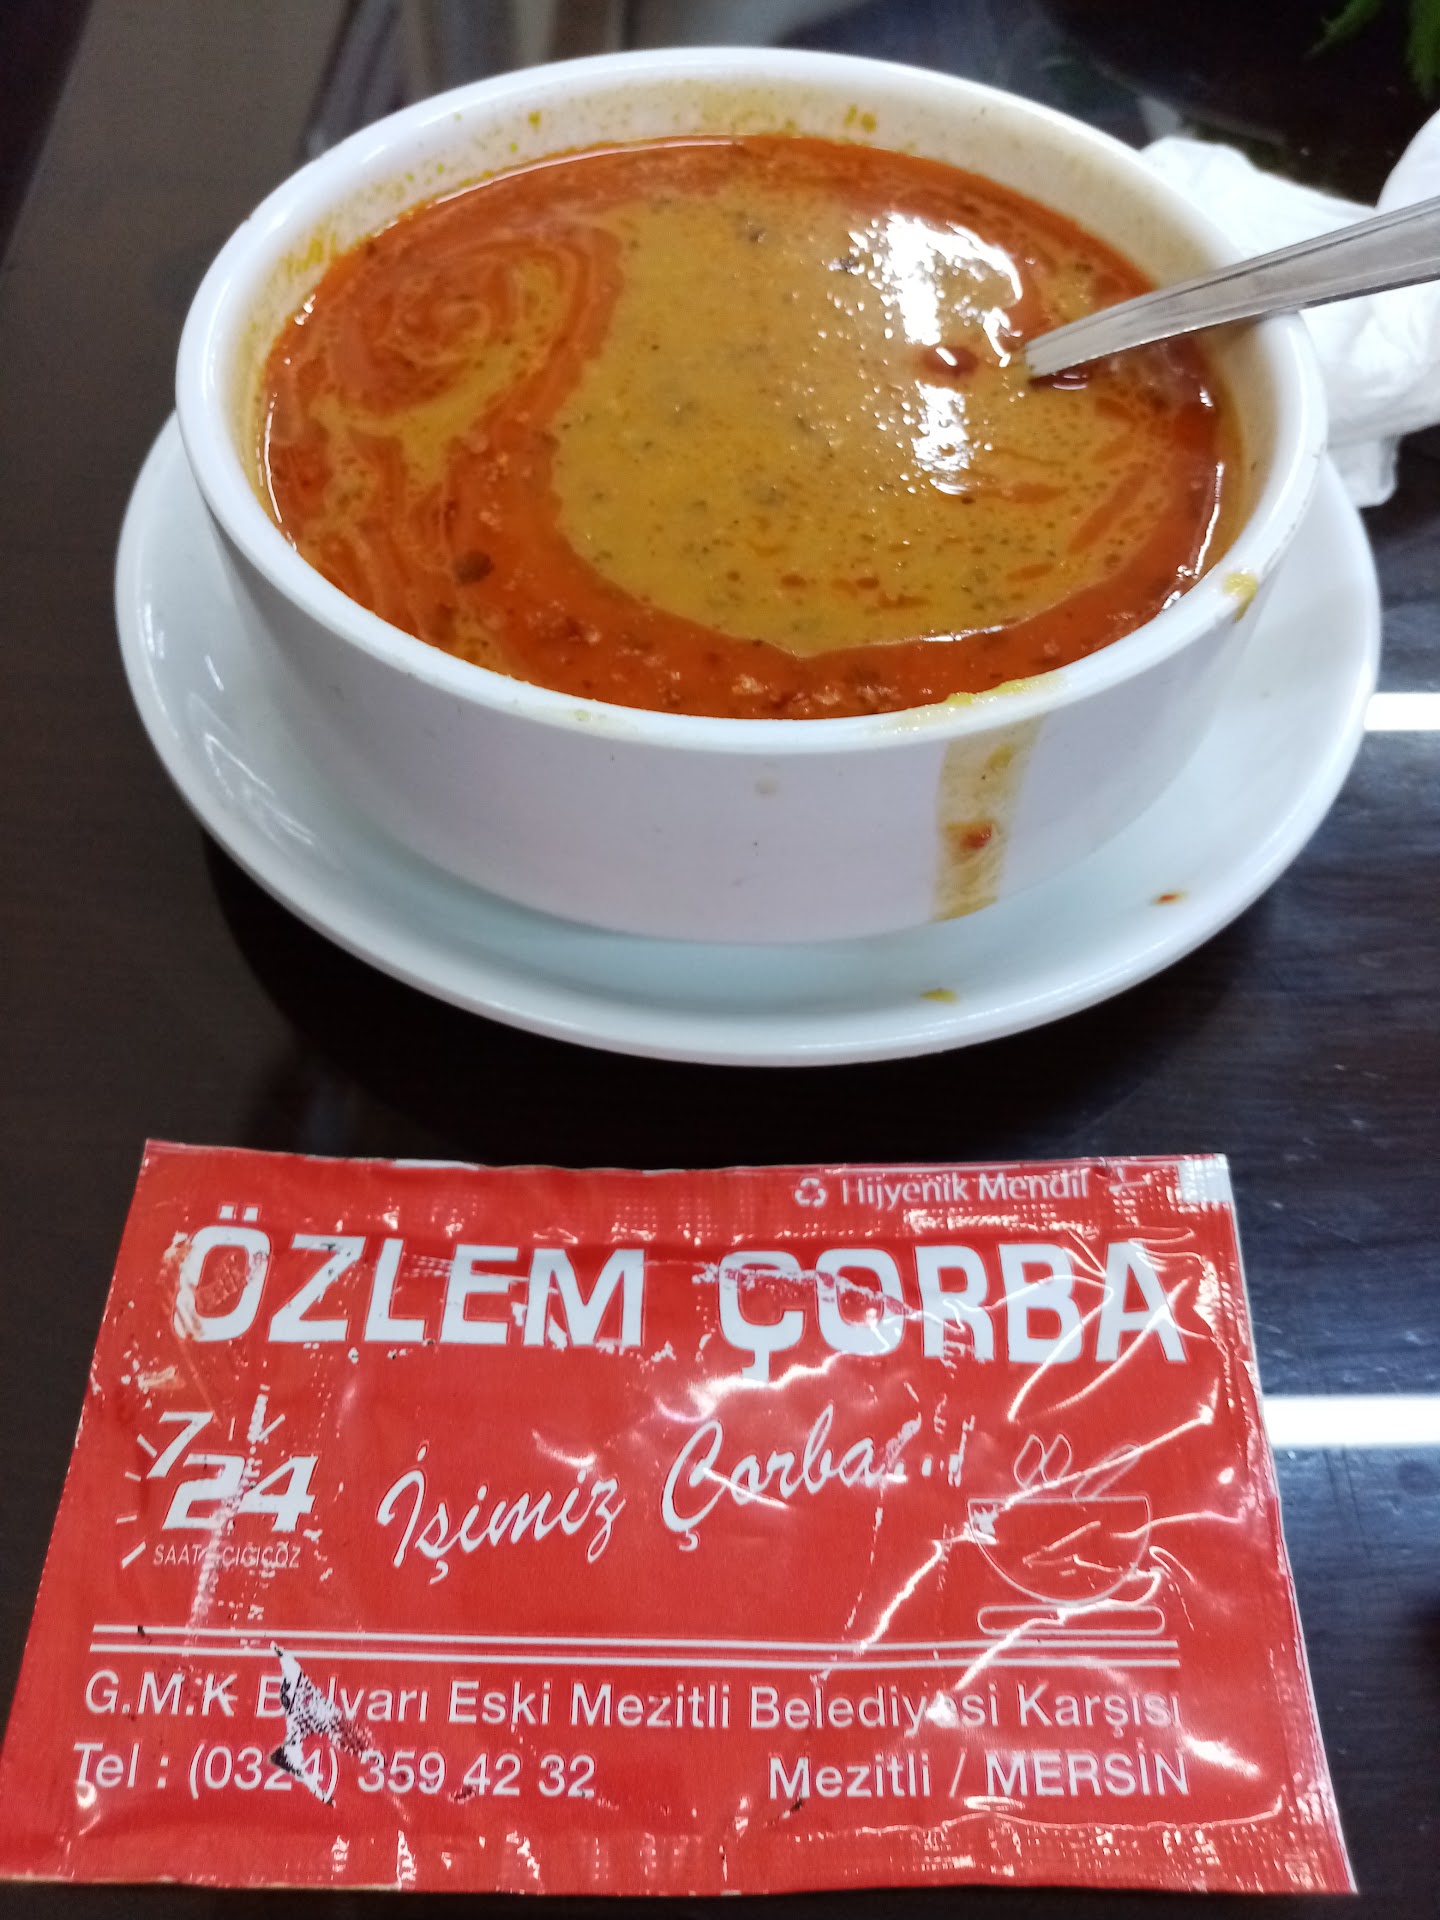 Hijyenik Mendil
ÖZLEM ÇORBA
7/24
İşimiz Çorba...
SAAT
G.M.K Bulvarı Eski Mezitli Belediyesi Karşısı
Tel : (0324) 359 42 32 Mezitli / MERSİN